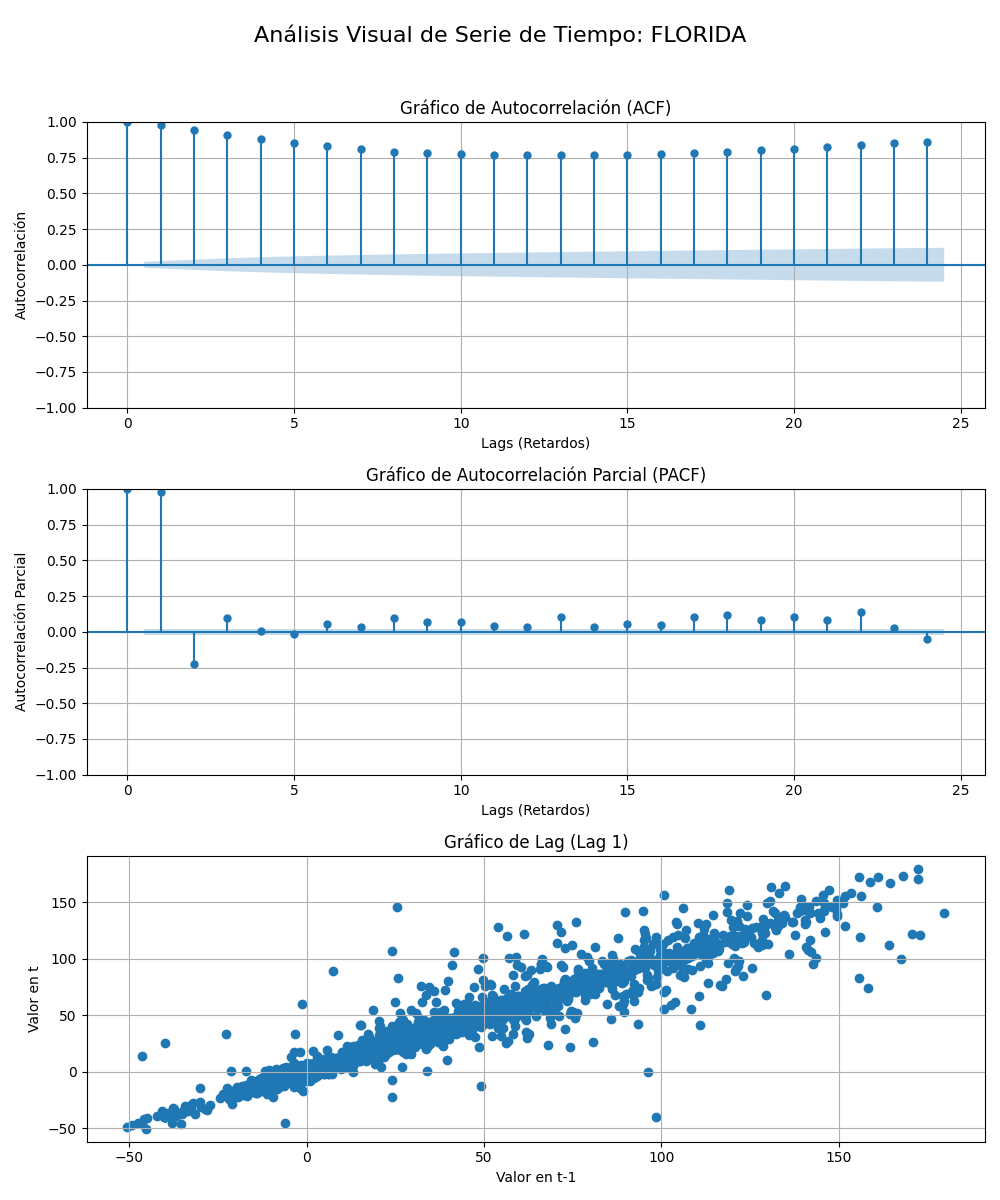 Análisis Visual de Serie de Tiempo: FLORIDA
Gráfico de Autocorrelación (ACF)
1.00
0.75
0.50
0.25
0.00
−0.25
−0.50
−0.75
−1.00
Autocorrelación
0 5 10 15 20 25
Lags (Retardos)
Gráfico de Autocorrelación Parcial (PACF)
1.00
0.75
0.50
0.25
0.00
−0.25
−0.50
−0.75
−1.00
Autocorrelación Parcial
0 5 10 15 20 25
Lags (Retardos)
Gráfico de Lag (Lag 1)
150
100
50
0
−50
Valor en t
−50 0 50 100 150
Valor en t-1